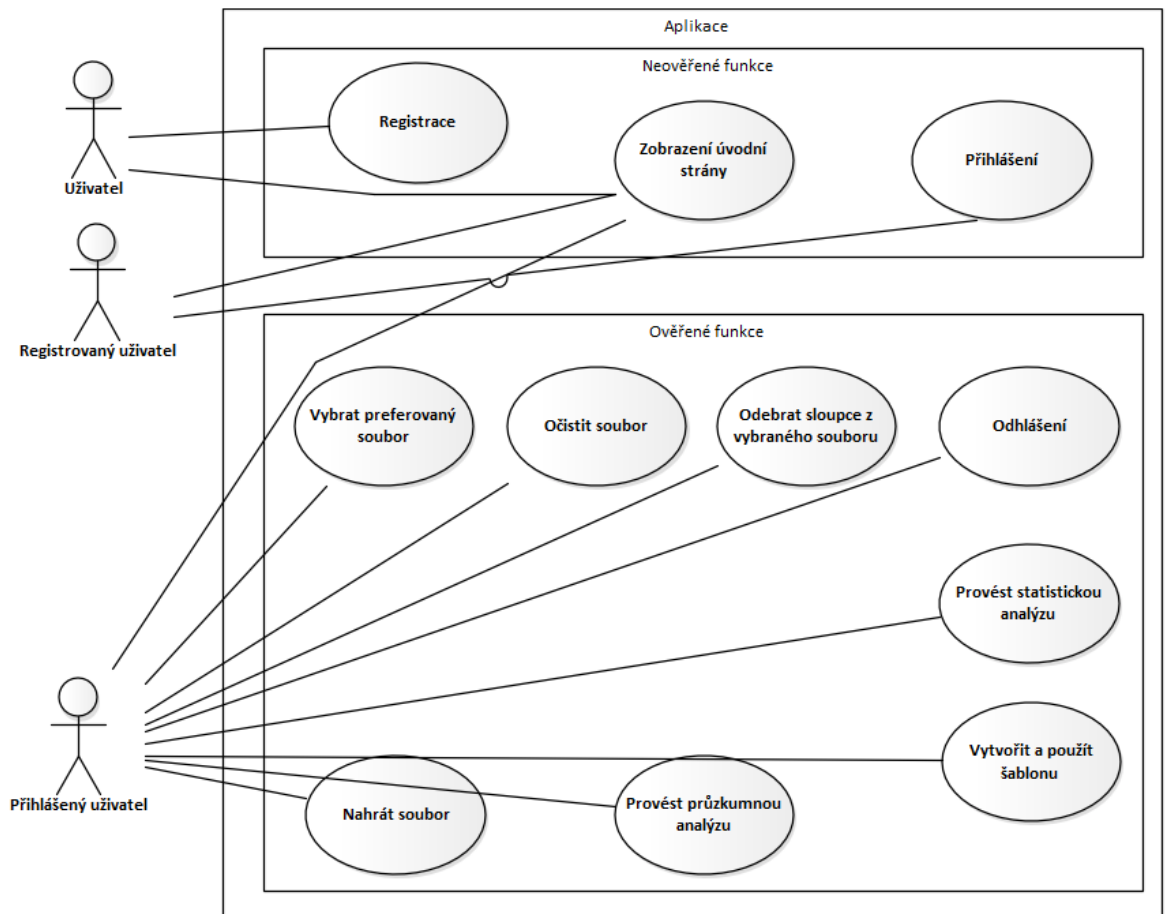 Aplikace
Neověřené funkce
Registrace
Zobrazení úvodní
strány
Přihlášení
Uživatel
Registrovaný uživatel
Ověřené funkce
Vybrat preferovaný
soubor
Očistit soubor
Odebrat sloupce z
vybraného souboru
Odhlášení
Provést statistickou
analýzu
Vytvořit a použít
šablonu
Přihlášený uživatel
Nahrát soubor
Provést průzkumnou
analýzu